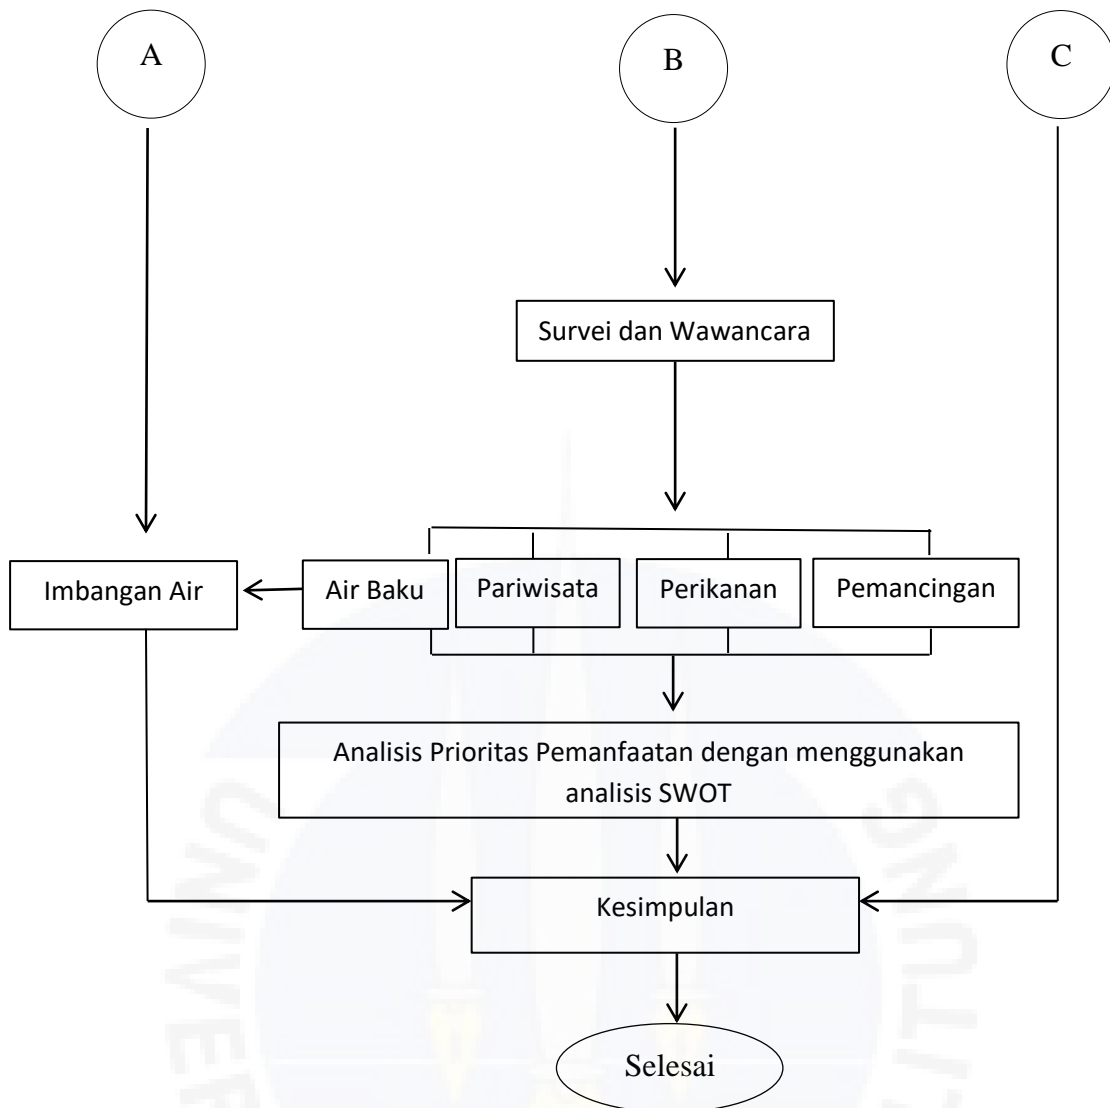 A
B
C
Survei dan Wawancara
Imbangan Air
Air Baku
Pariwisata
Perikanan
Pemancingan
Analisis Prioritas Pemanfaatan dengan menggunakan
analisis SWOT
Kesimpulan
Selesai